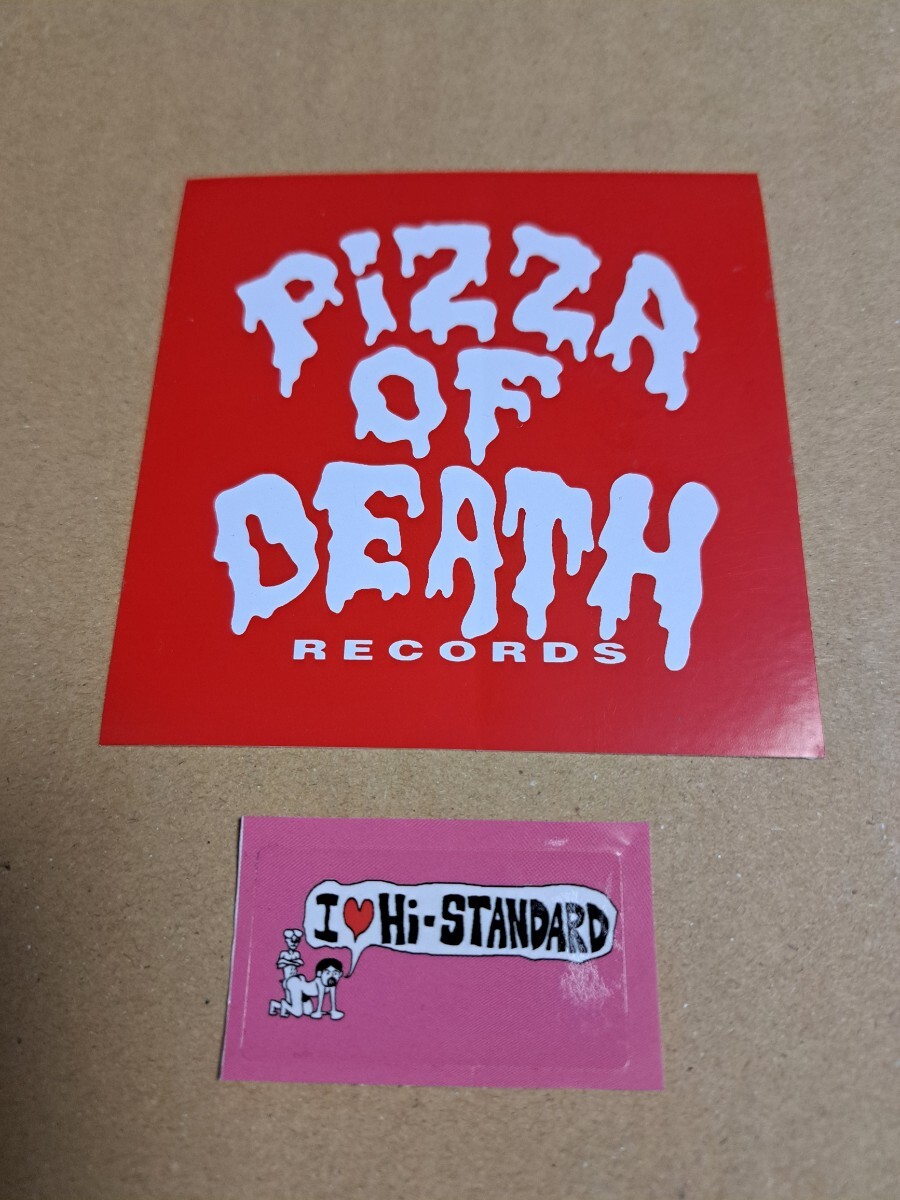 PiZZA
OF
DEATH
RECORDS
I ♥ Hi-STANDARD